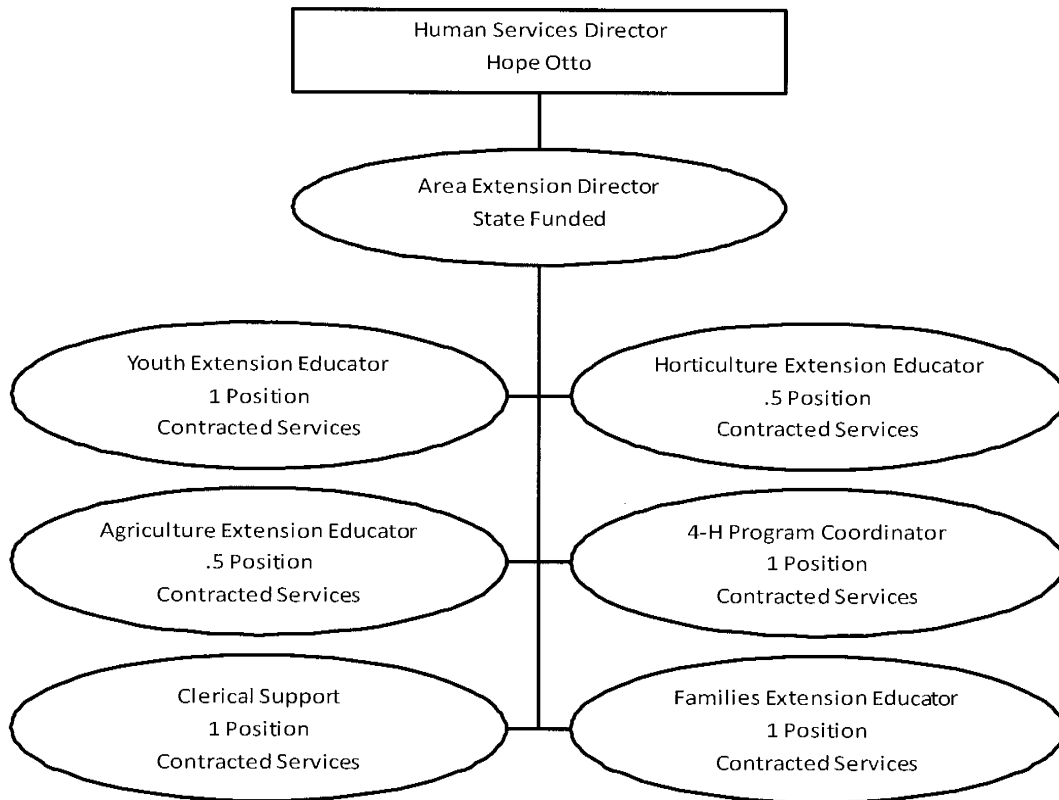 Human Services Director
Hope Otto
Area Extension Director
State Funded
Youth Extension Educator
1 Position
Contracted Services
Horticulture Extension Educator
.5 Position
Contracted Services
Agriculture Extension Educator
.5 Position
Contracted Services
4-H Program Coordinator
1 Position
Contracted Services
Clerical Support
1 Position
Contracted Services
Families Extension Educator
1 Position
Contracted Services